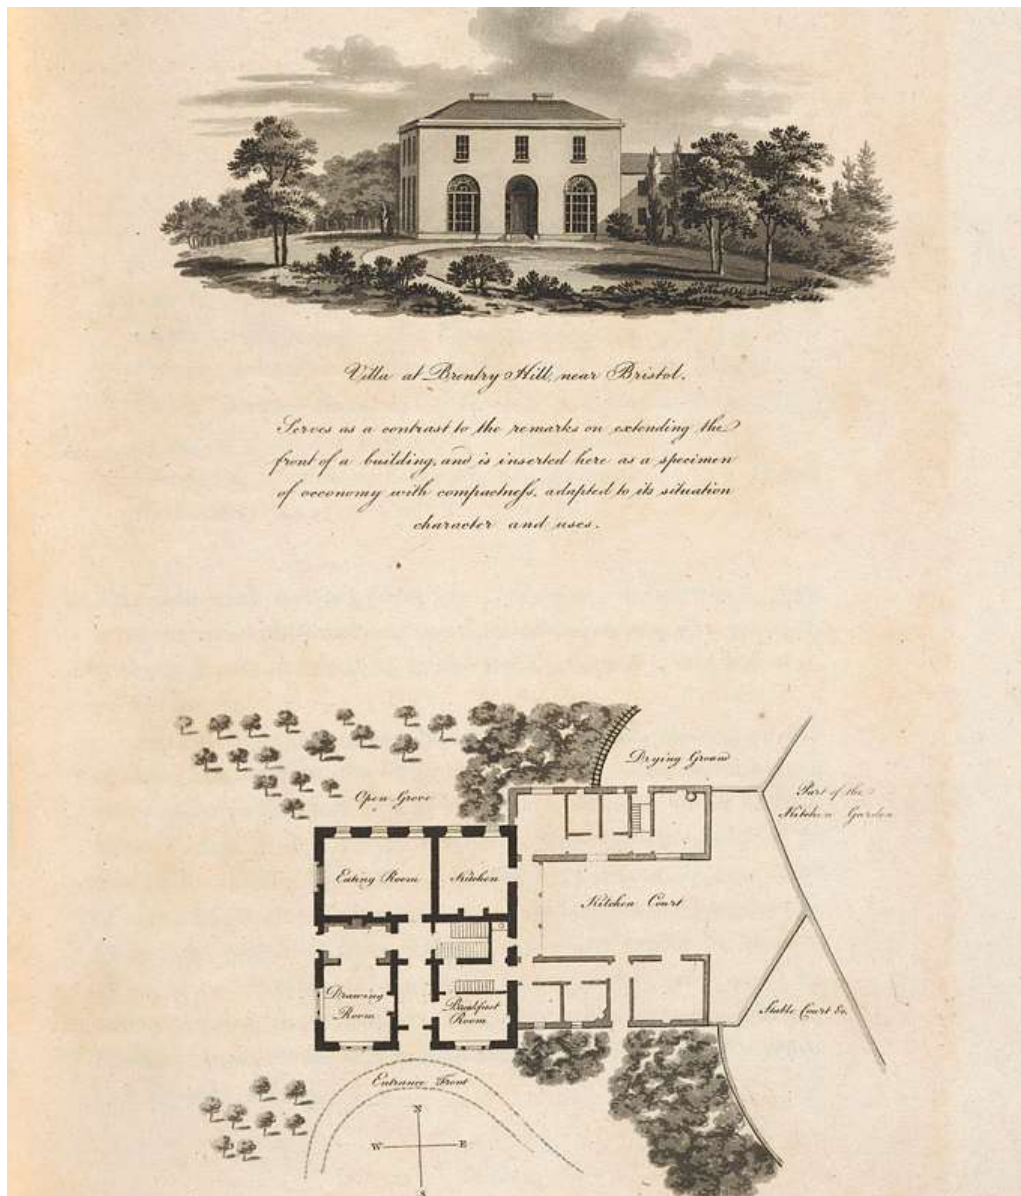 Villa at Brentry Hill, near Bristol.
Serves as a contrast to the remarks on extending the
front of a building, and is inserted here as a specimen
of oeconomy with compactneſs, adapted to its situation
character and uses.
Drying Ground
Part of the
Kitchen Garden
Open Grove
Eating Room
Kitchen
Kitchen Court
Drawing
Room
Breakfast
Room
Stable Court &c.
Entrance Front
N
W
E
S